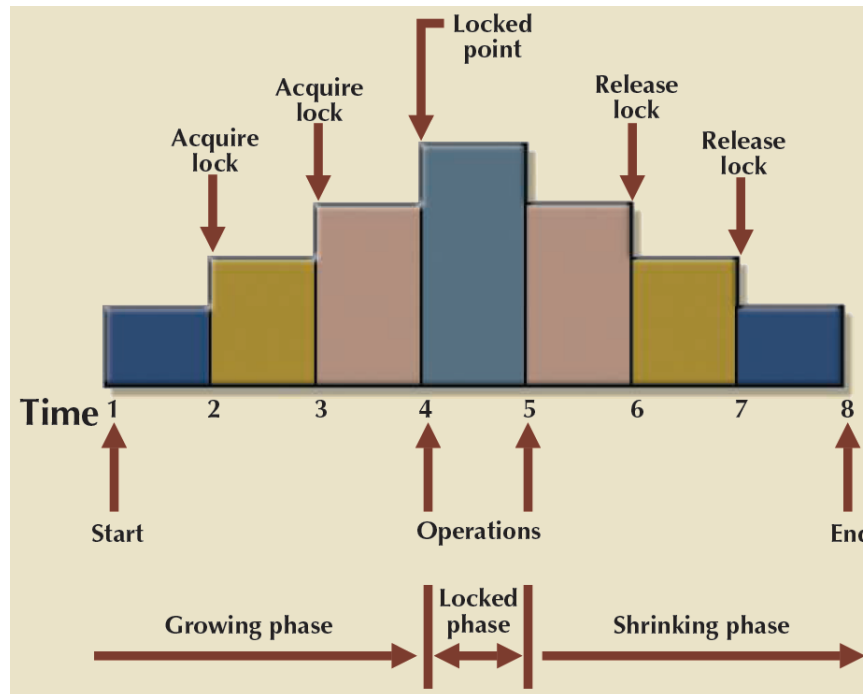 Locked
point
Acquire
lock
Release
lock
Acquire
lock
Release
lock
Time 1 2 3 4 5 6 7 8
Start
Operations
End
Growing phase
Locked
phase
Shrinking phase